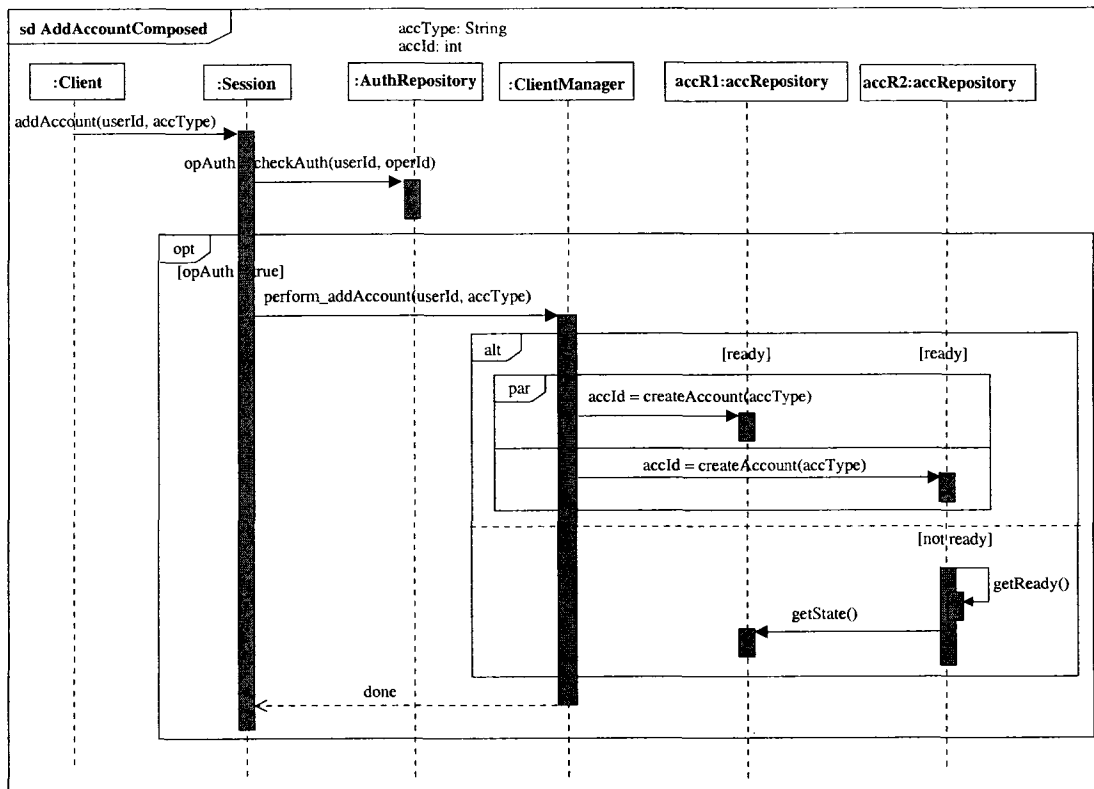 sd AddAccountComposed
accType: String
accId: int
:Client
:Session
:AuthRepository
:ClientManager
accR1:accRepository
accR2:accRepository
addAccount(userId, accType)
opAuth checkAuth(userId, operId)
opt
[opAuth true]
perform_addAccount(userId, accType)
alt
[ready]
[ready]
par
accId = createAccount(accType)
accId = createAccount(accType)
[not ready]
getReady()
getState()
done